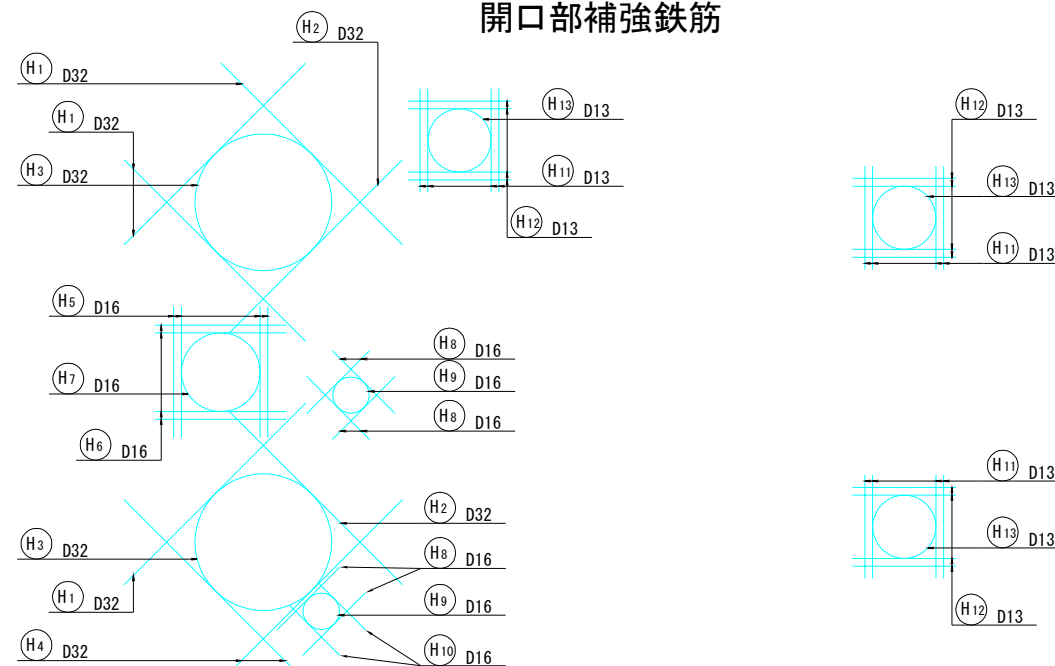 開口部補強鉄筋
H2 D32
H1 D32
H1 D32
H3 D32
H13 D13
H11 D13
H12 D13
H12 D13
H13 D13
H11 D13
H5 D16
H7 D16
H6 D16
H8 D16
H9 D16
H8 D16
H3 D32
H1 D32
H4 D32
H2 D32
H8 D16
H9 D16
H10 D16
H11 D13
H13 D13
H12 D13